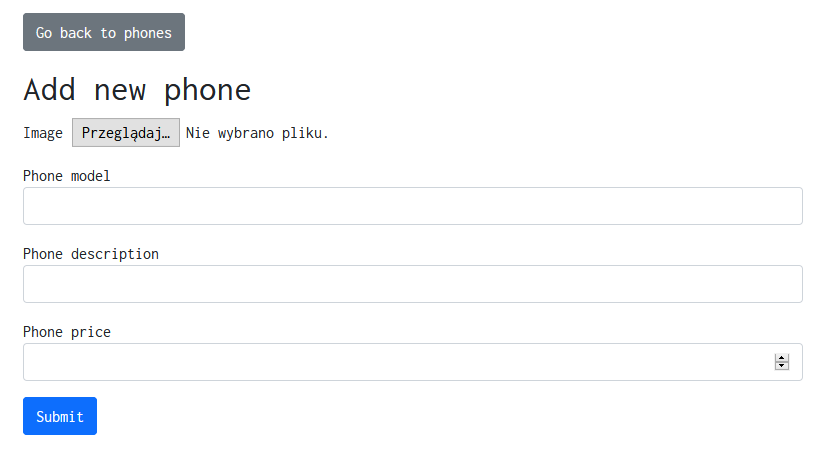 Go back to phones
Add new phone
Image Przeglądaj… Nie wybrano pliku.
Phone model
Phone description
Phone price
Submit